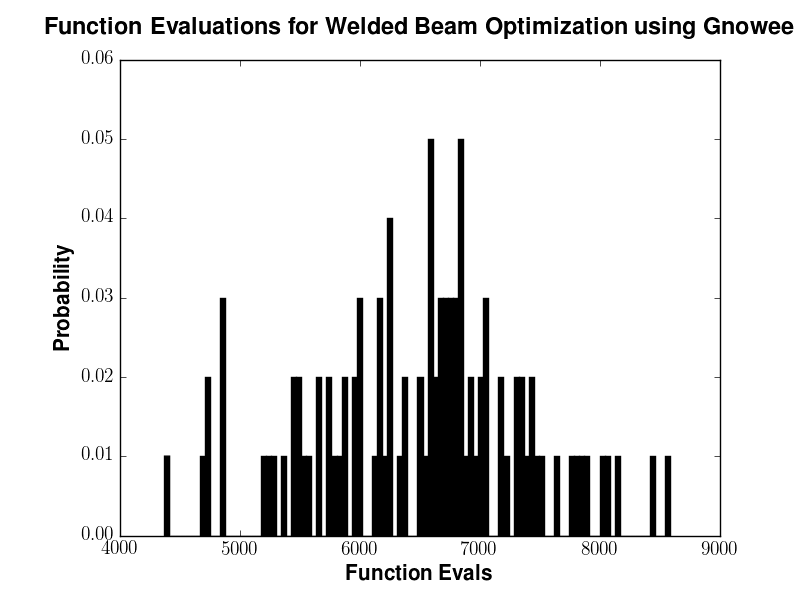 Function Evaluations for Welded Beam Optimization using Gnowee
0.06
0.05
0.04
0.03
0.02
0.01
0.00
Probability
4000 5000 6000 7000 8000 9000
Function Evals